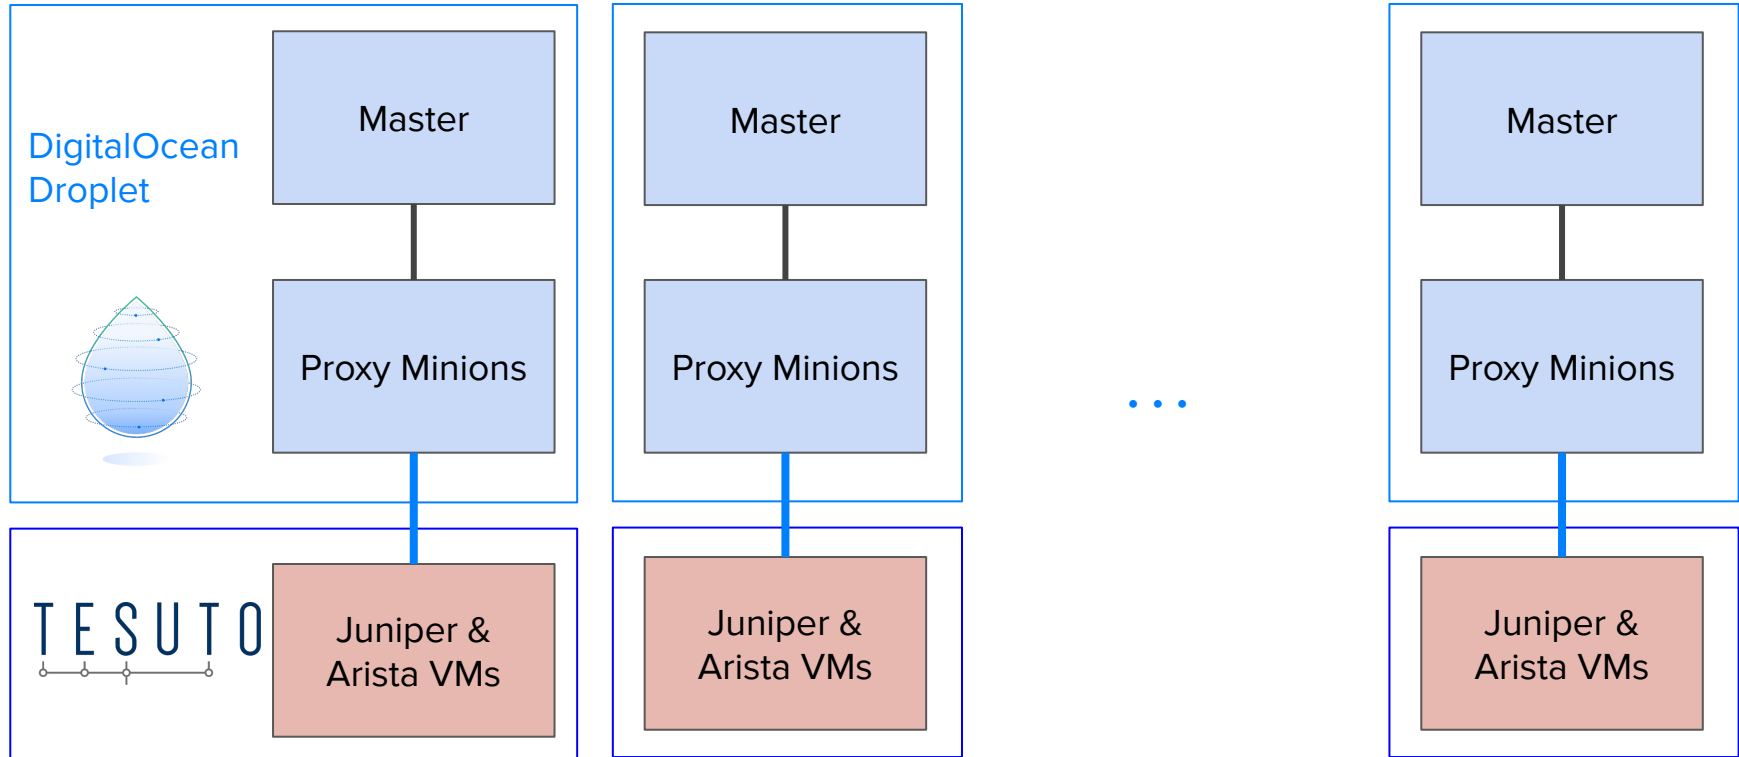 DigitalOcean
Droplet
Master
Proxy Minions
Master
Proxy Minions
...
Master
Proxy Minions
TESUTO
Juniper &
Arista VMs
Juniper &
Arista VMs
Juniper &
Arista VMs